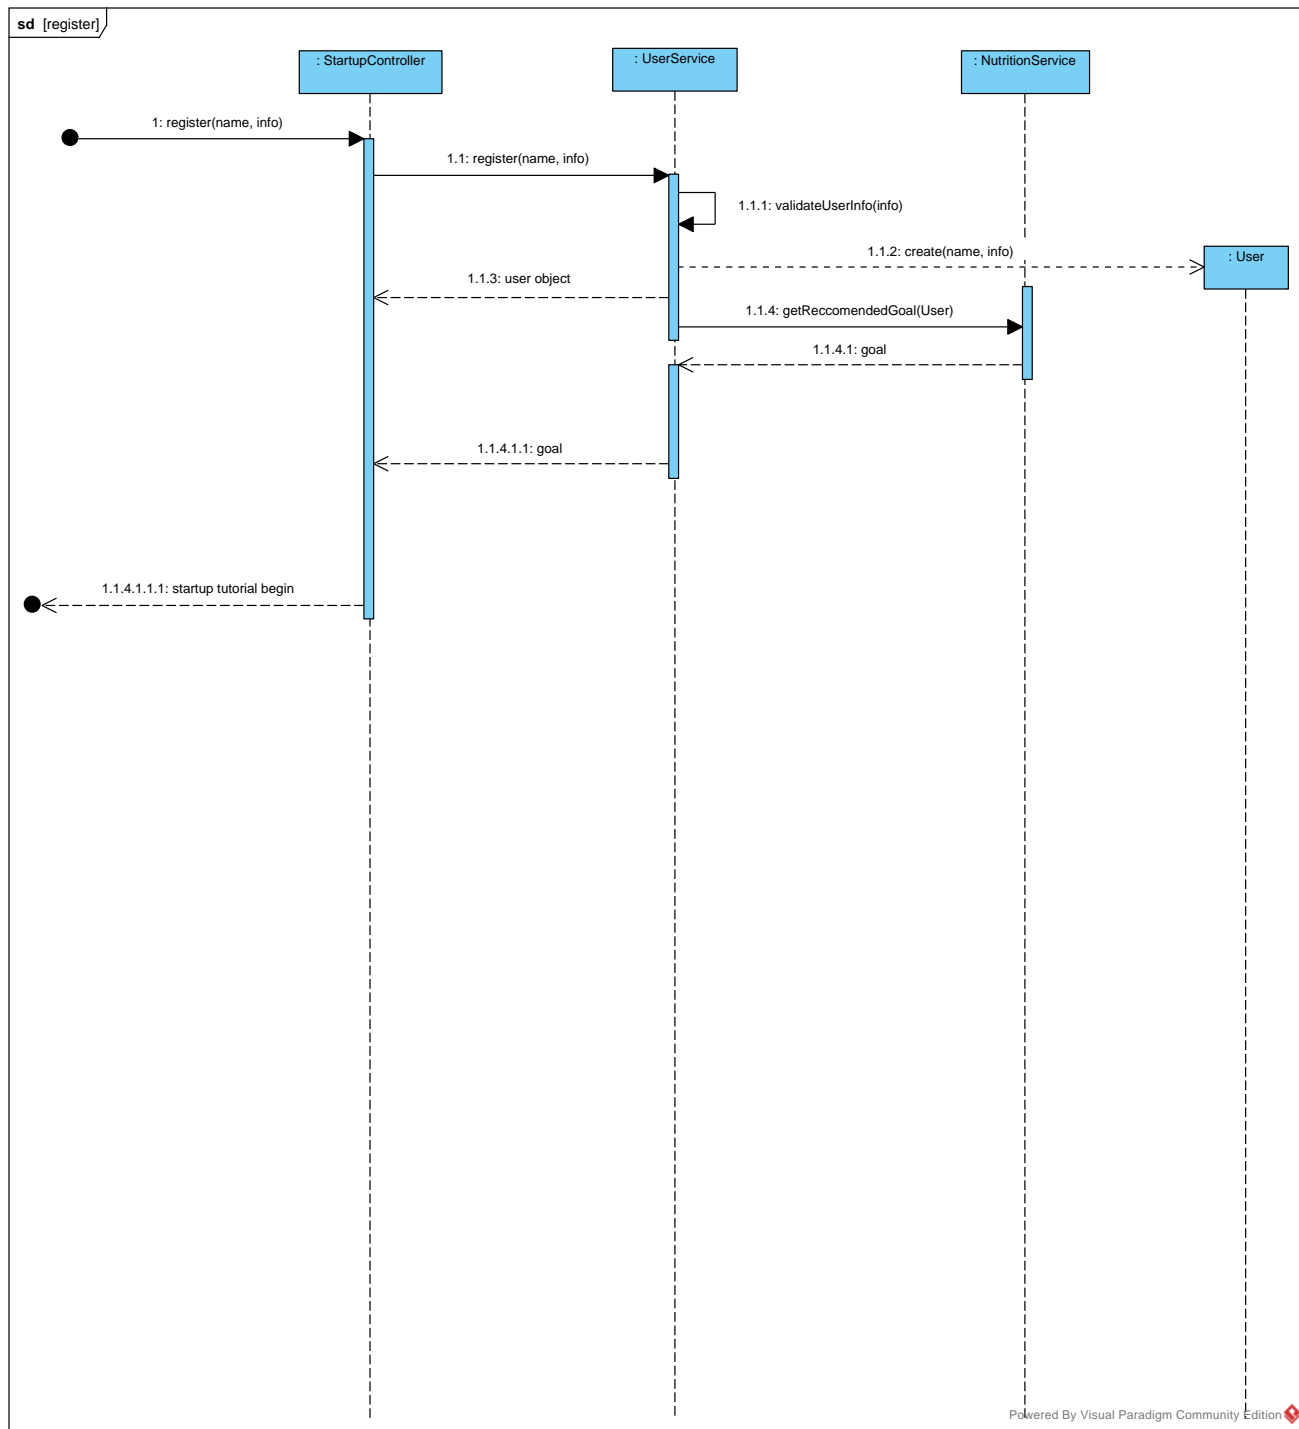 sd [register]
: StartupController
: UserService
: NutritionService
1: register(name, info)
1.1: register(name, info)
1.1.1: validateUserInfo(info)
1.1.2: create(name, info)
: User
1.1.3: user object
1.1.4: getReccomendedGoal(User)
1.1.4.1: goal
1.1.4.1.1: goal
1.1.4.1.1.1: startup tutorial begin
Powered By Visual Paradigm Community Edition